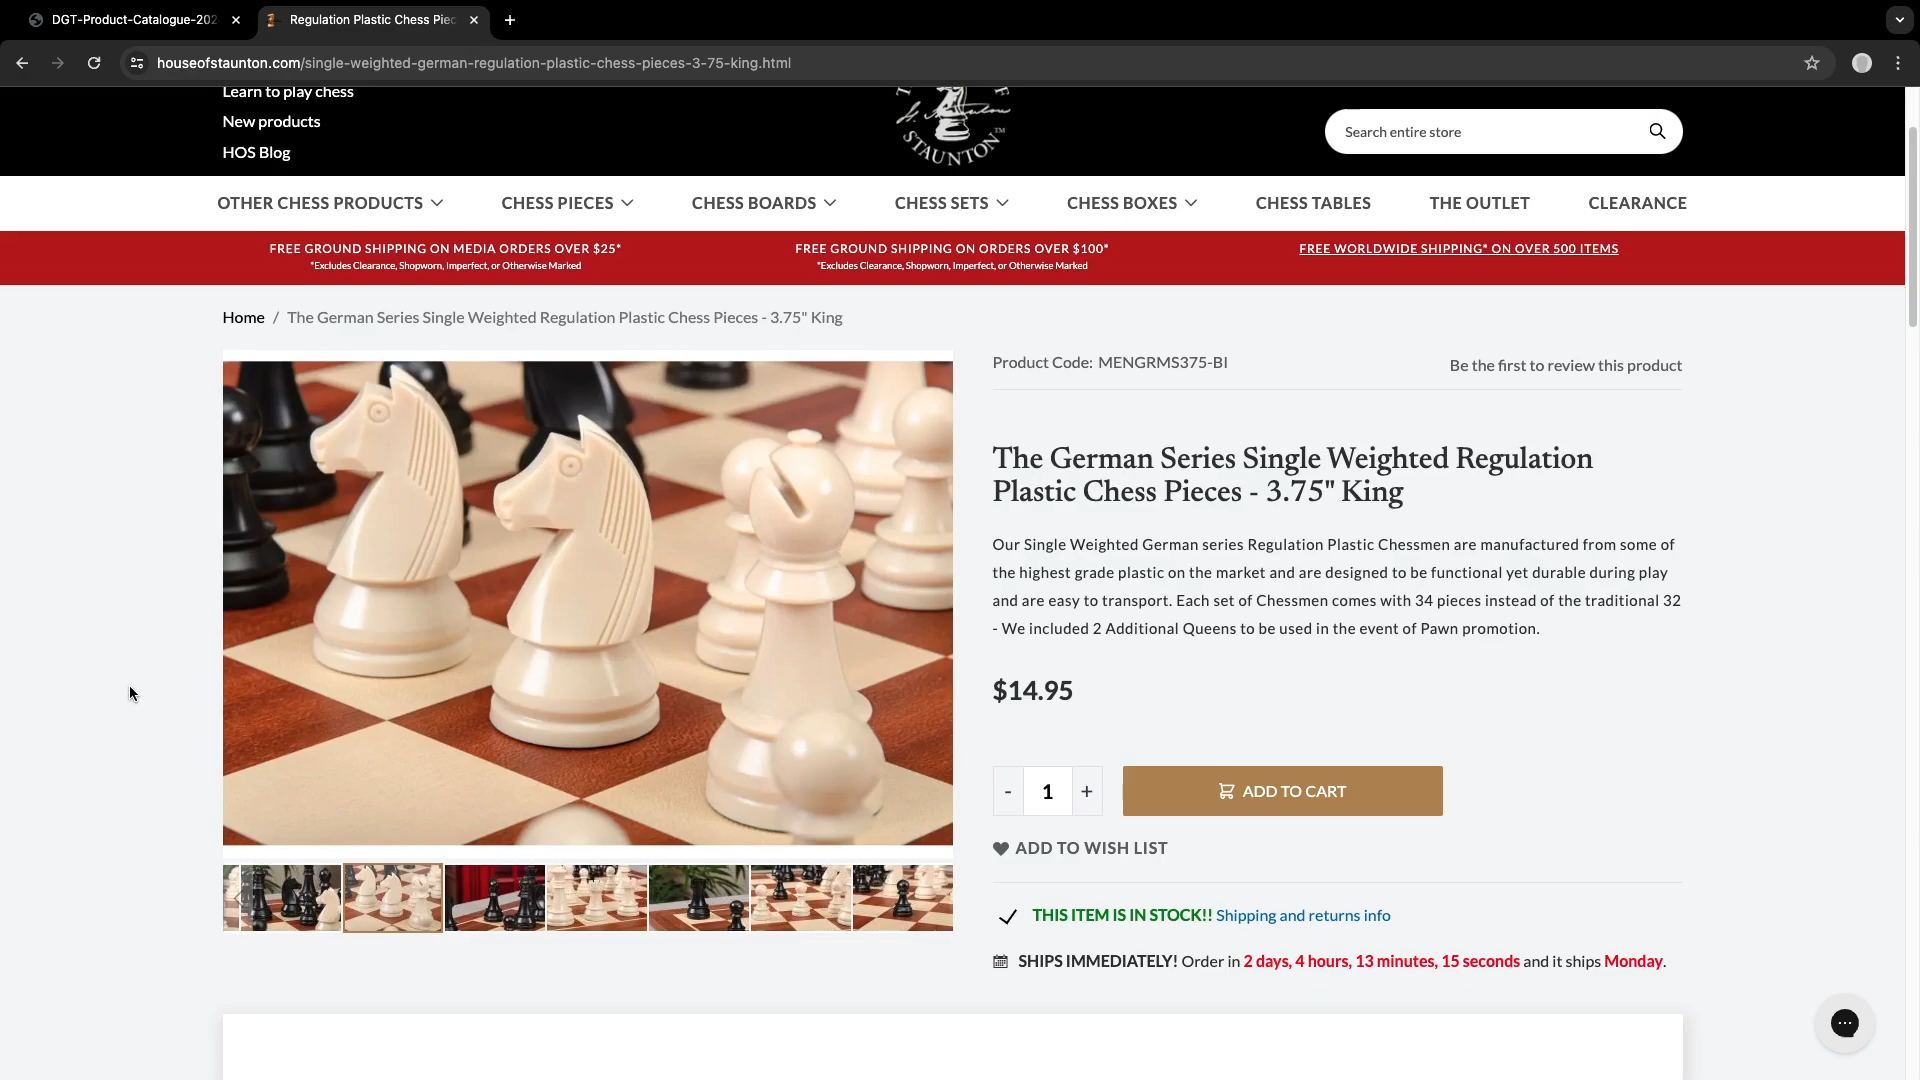 DGT-Product-Catalogue-202
Regulation Plastic Chess Piec
houseofstaunton.com/single-weighted-german-regulation-plastic-chess-pieces-3-75-king.html
Learn to play chess
New products
HOS Blog
STAUNTON™
Search entire store
OTHER CHESS PRODUCTS
CHESS PIECES
CHESS BOARDS
CHESS SETS
CHESS BOXES
CHESS TABLES
THE OUTLET
CLEARANCE
FREE GROUND SHIPPING ON MEDIA ORDERS OVER $25*
*Excludes Clearance, Shopworn, Imperfect, or Otherwise Marked
FREE GROUND SHIPPING ON ORDERS OVER $100*
*Excludes Clearance, Shopworn, Imperfect, or Otherwise Marked
FREE WORLDWIDE SHIPPING* ON OVER 500 ITEMS
Home / The German Series Single Weighted Regulation Plastic Chess Pieces - 3.75" King
Product Code: MENGRMS375-BI
Be the first to review this product
The German Series Single Weighted Regulation
Plastic Chess Pieces - 3.75" King
Our Single Weighted German series Regulation Plastic Chessmen are manufactured from some of
the highest grade plastic on the market and are designed to be functional yet durable during play
and are easy to transport. Each set of Chessmen comes with 34 pieces instead of the traditional 32
- We included 2 Additional Queens to be used in the event of Pawn promotion.
$14.95
- 1 +
ADD TO CART
ADD TO WISH LIST
THIS ITEM IS IN STOCK!! Shipping and returns info
SHIPS IMMEDIATELY! Order in 2 days, 4 hours, 13 minutes, 15 seconds and it ships Monday.